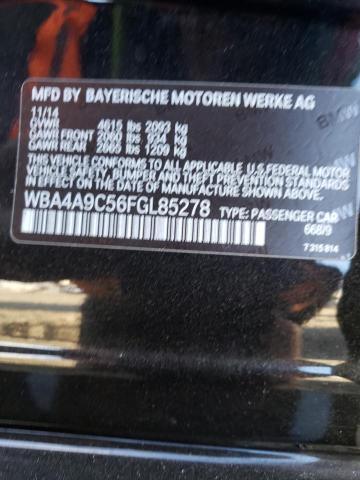 MFD BY BAYERISCHE MOTOREN WERKE AG
11/14
GVWR 4615 lbs 2093 kg
GAWR FRONT 2060 lbs 934 kg
GAWR REAR 2665 lbs 1209 kg
THIS VEHICLE CONFORMS TO ALL APPLICABLE U.S. FEDERAL MOTOR
VEHICLE SAFETY, BUMPER AND THEFT PREVENTION STANDARDS IN
EFFECT ON THE DATE OF MANUFACTURE SHOWN ABOVE.
WBA4A9C56FGL85278 TYPE: PASSENGER CAR
668/9
7 315 814